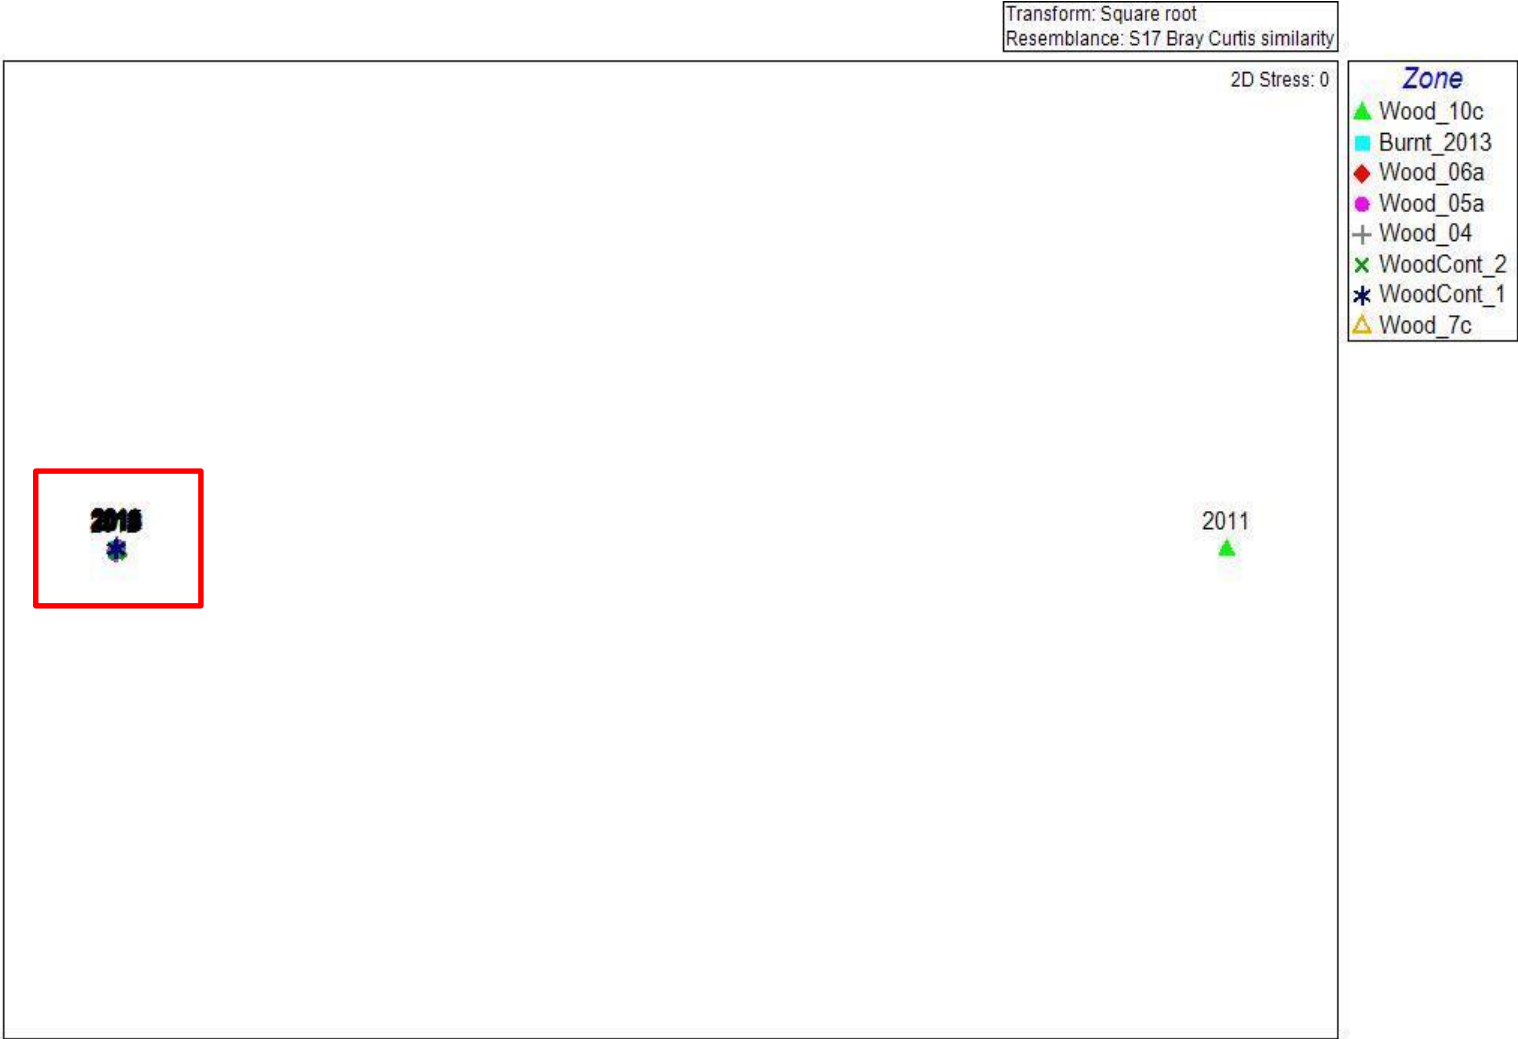 Transform: Square root
Resemblance: S17 Bray Curtis similarity
2D Stress: 0
Zone
Wood_10c
Burnt_2013
Wood_06a
Wood_05a
Wood_04
WoodCont_2
WoodCont_1
Wood_7c
2011